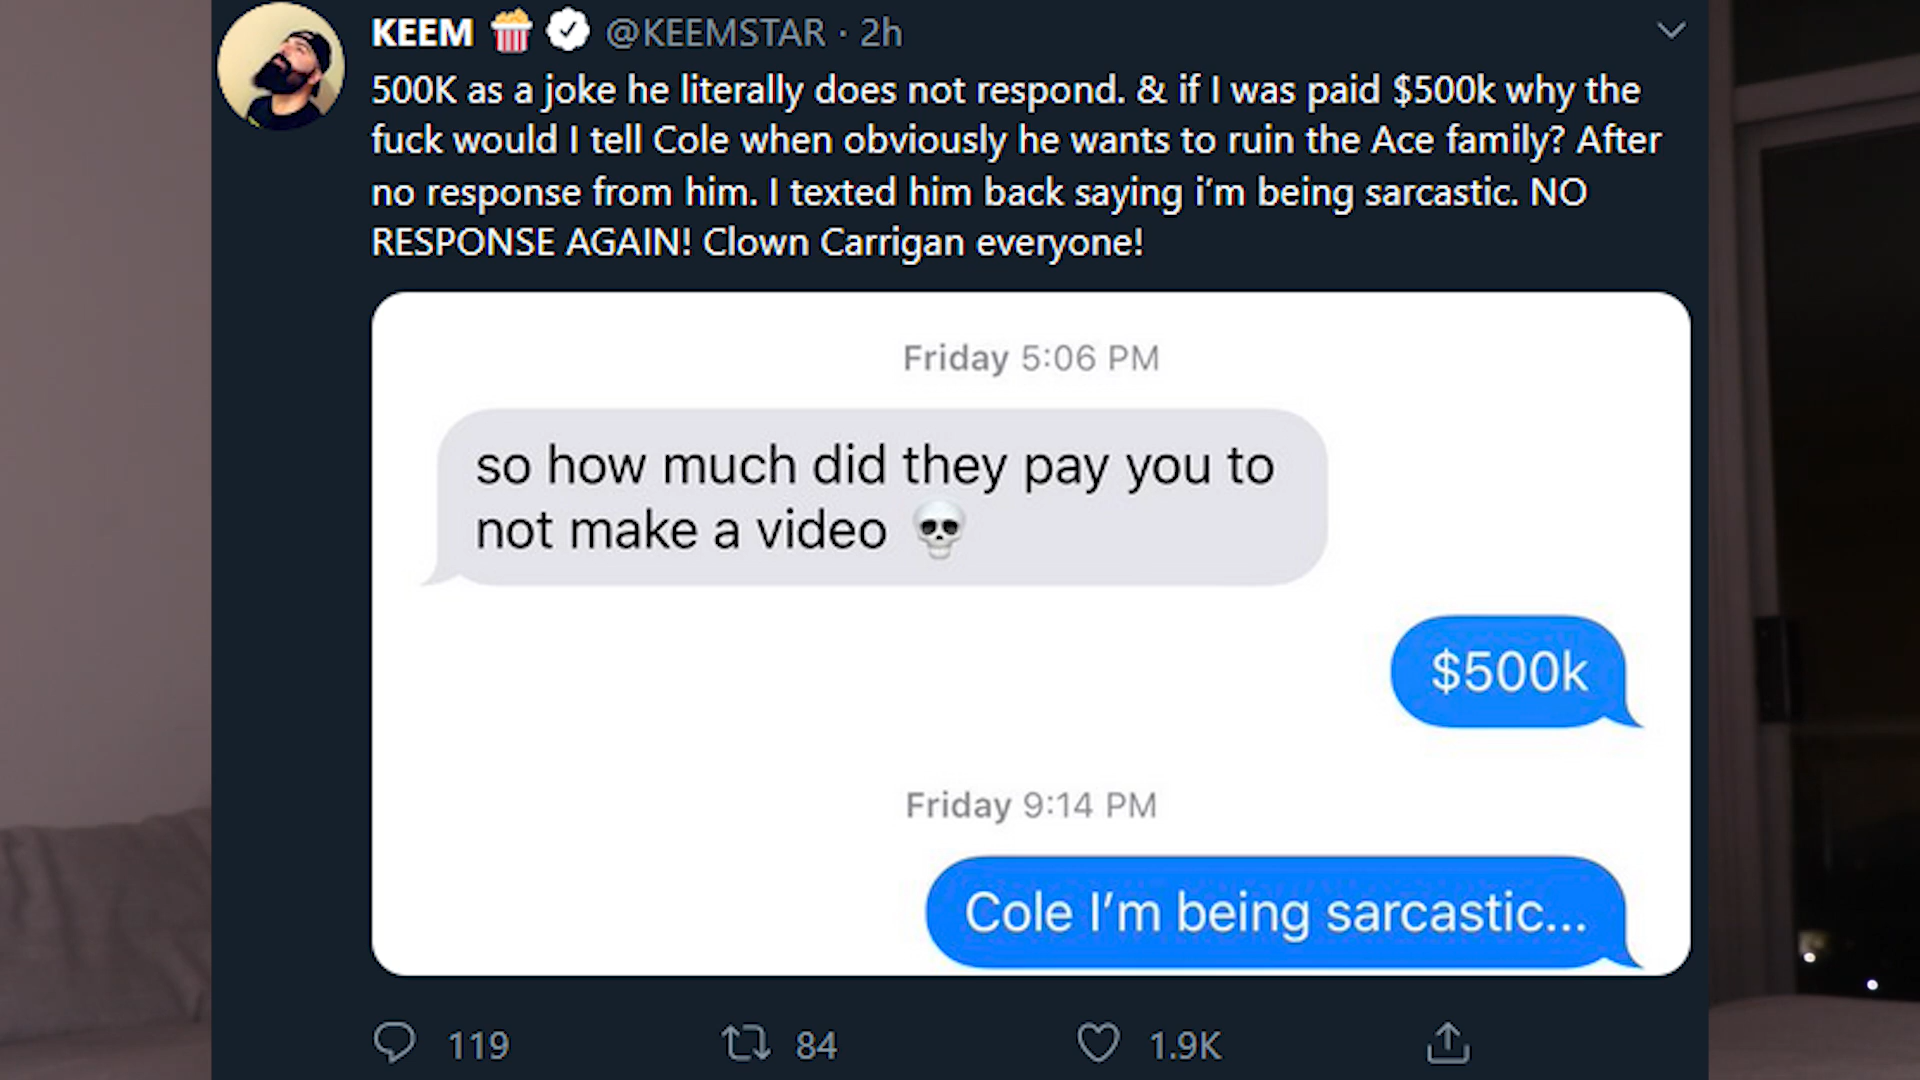 KEEM 🍿 @KEEMSTAR · 2h
500K as a joke he literally does not respond. & if I was paid $500k why the
fuck would I tell Cole when obviously he wants to ruin the Ace family? After
no response from him. I texted him back saying i’m being sarcastic. NO
RESPONSE AGAIN! Clown Carrigan everyone!
Friday 5:06 PM
so how much did they pay you to
not make a video 💀
$500k
Friday 9:14 PM
Cole I’m being sarcastic...
119 84 1.9K